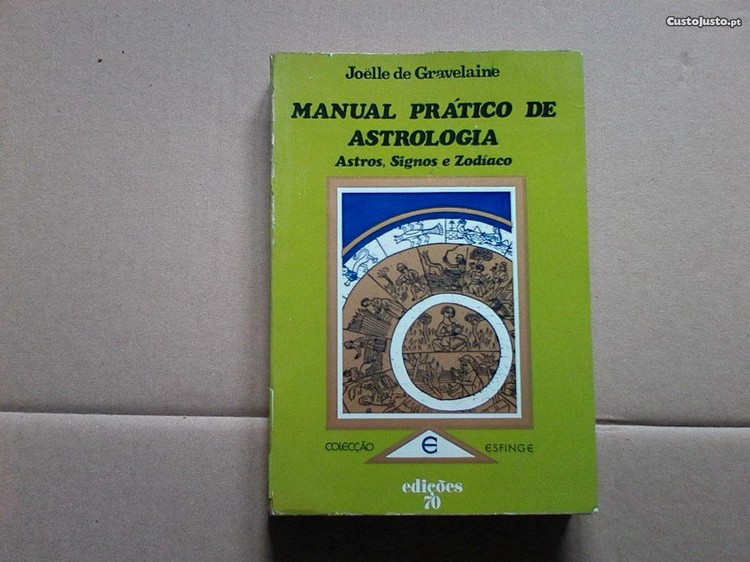 CustoJusto.pt
Joëlle de Gravelaine
MANUAL PRÁTICO DE
ASTROLOGIA
Astros, Signos e Zodíaco
COLECÇÃO
E
ESFINGE
edições
70